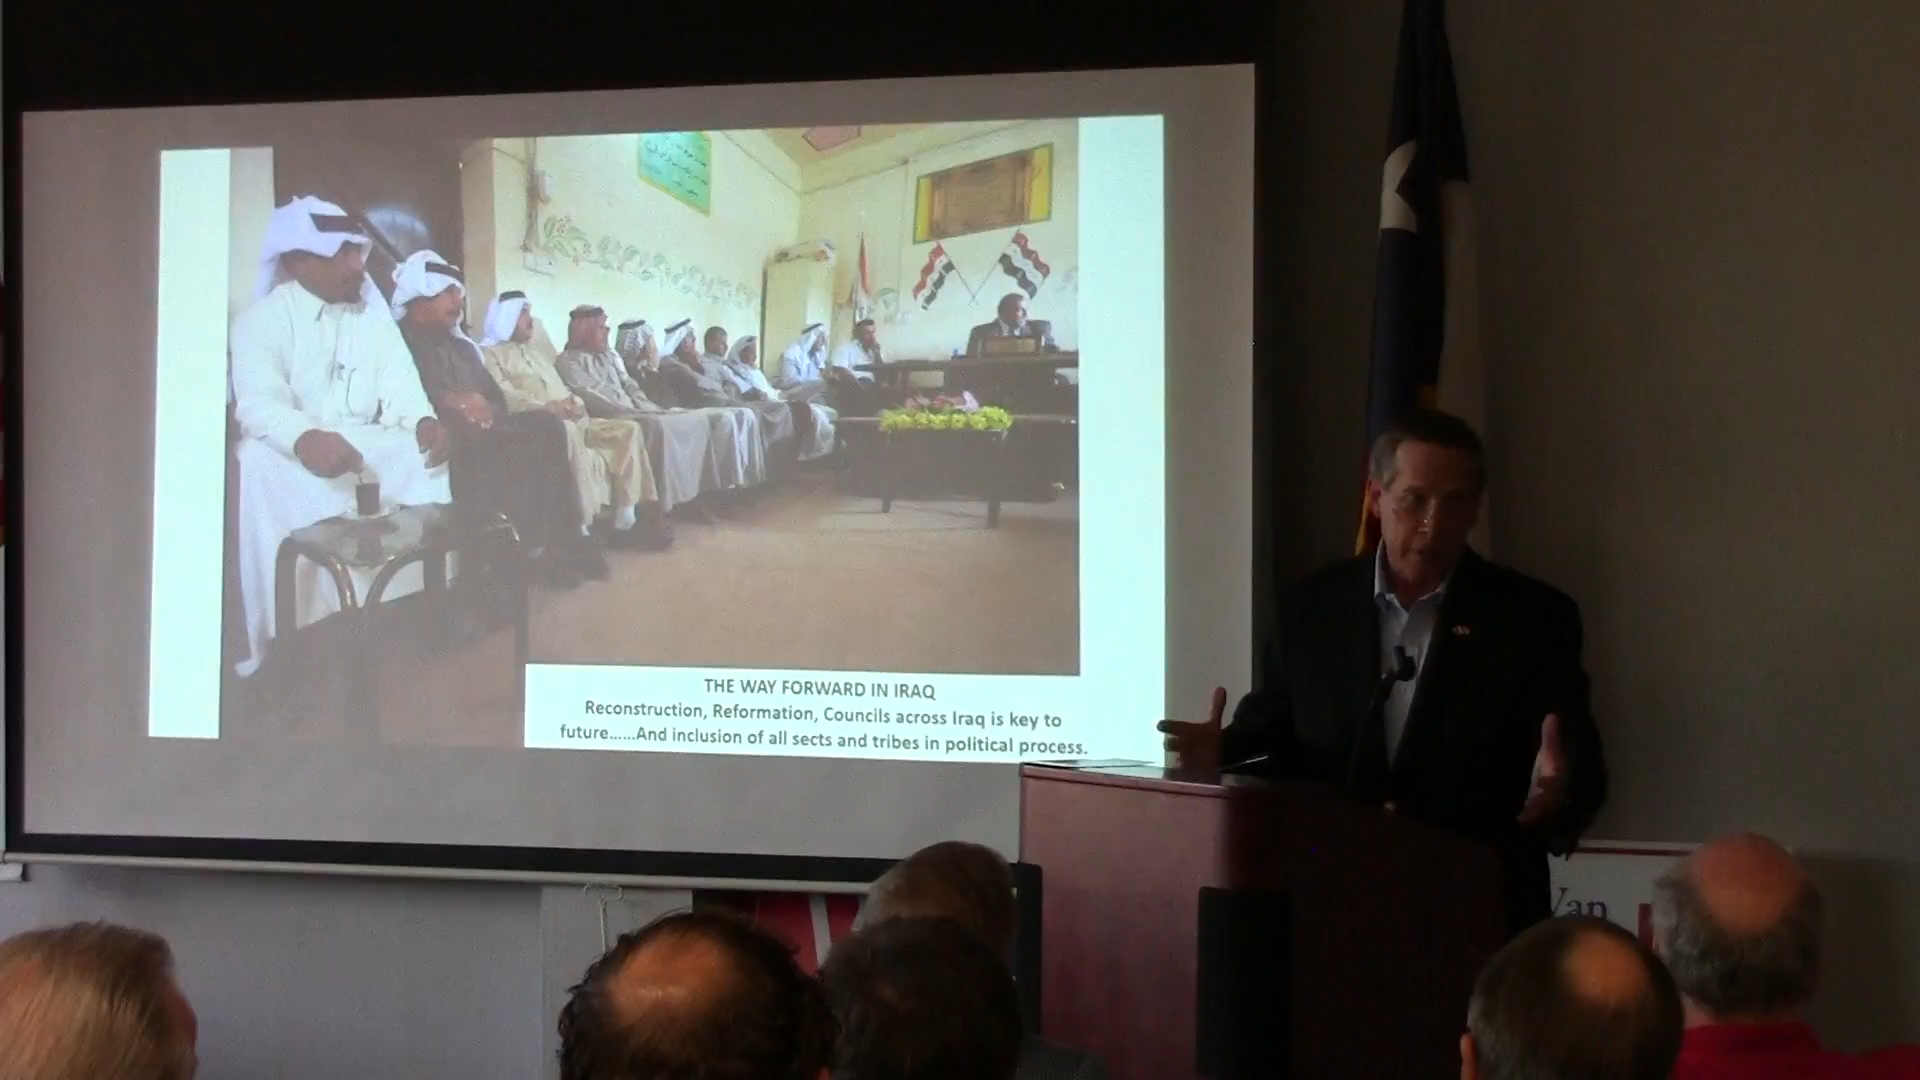 THE WAY FORWARD IN IRAQ
Reconstruction, Reformation, Councils across Iraq is key to
future......And inclusion of all sects and tribes in political process.
Van